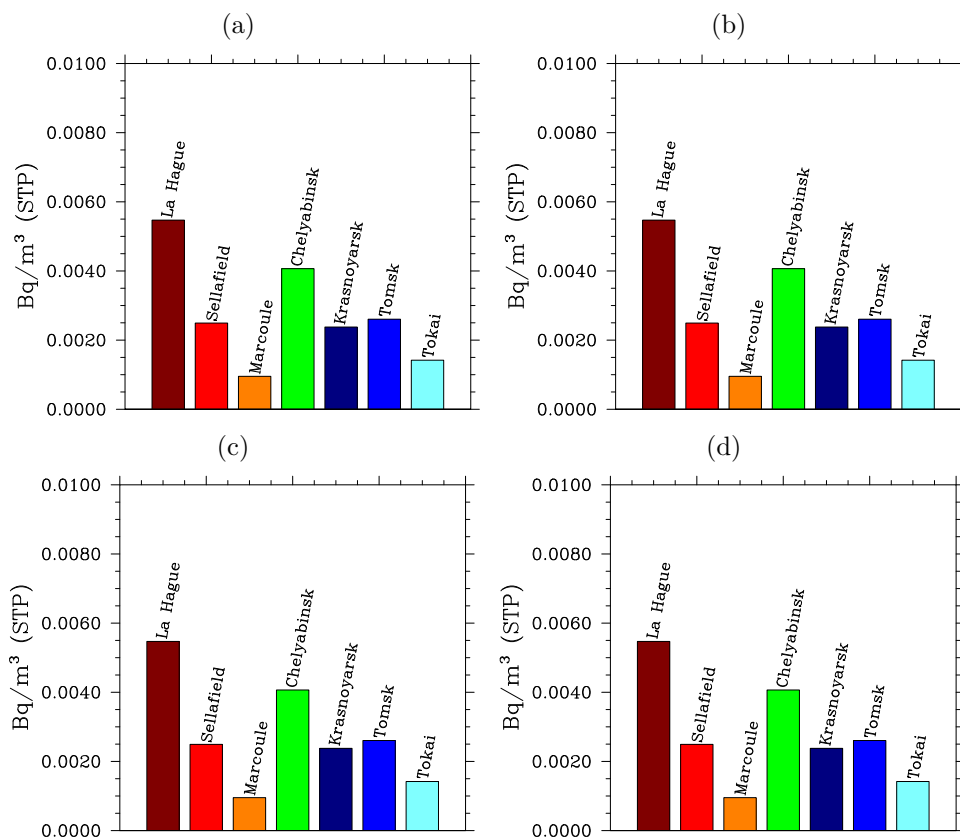 (a)
0.0100
0.0080
0.0060
0.0040
0.0020
0.0000
Bq/m³ (STP)
La Hague
Sellafield
Marcoule
Chelyabinsk
Krasnoyarsk
Tomsk
Tokai
(b)
0.0100
0.0080
0.0060
0.0040
0.0020
0.0000
Bq/m³ (STP)
La Hague
Sellafield
Marcoule
Chelyabinsk
Krasnoyarsk
Tomsk
Tokai
(c)
0.0100
0.0080
0.0060
0.0040
0.0020
0.0000
Bq/m³ (STP)
La Hague
Sellafield
Marcoule
Chelyabinsk
Krasnoyarsk
Tomsk
Tokai
(d)
0.0100
0.0080
0.0060
0.0040
0.0020
0.0000
Bq/m³ (STP)
La Hague
Sellafield
Marcoule
Chelyabinsk
Krasnoyarsk
Tomsk
Tokai